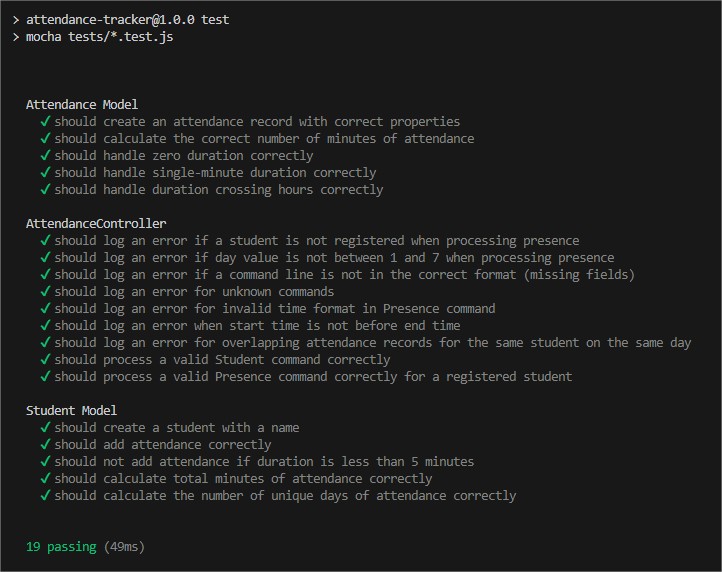 > attendance-tracker@1.0.0 test
> mocha tests/*.test.js
Attendance Model
✓ should create an attendance record with correct properties
✓ should calculate the correct number of minutes of attendance
✓ should handle zero duration correctly
✓ should handle single-minute duration correctly
✓ should handle duration crossing hours correctly
AttendanceController
✓ should log an error if a student is not registered when processing presence
✓ should log an error if day value is not between 1 and 7 when processing presence
✓ should log an error if a command line is not in the correct format (missing fields)
✓ should log an error for unknown commands
✓ should log an error for invalid time format in Presence command
✓ should log an error when start time is not before end time
✓ should log an error for overlapping attendance records for the same student on the same day
✓ should process a valid Student command correctly
✓ should process a valid Presence command correctly for a registered student
Student Model
✓ should create a student with a name
✓ should add attendance correctly
✓ should not add attendance if duration is less than 5 minutes
✓ should calculate total minutes of attendance correctly
✓ should calculate the number of unique days of attendance correctly
19 passing (49ms)